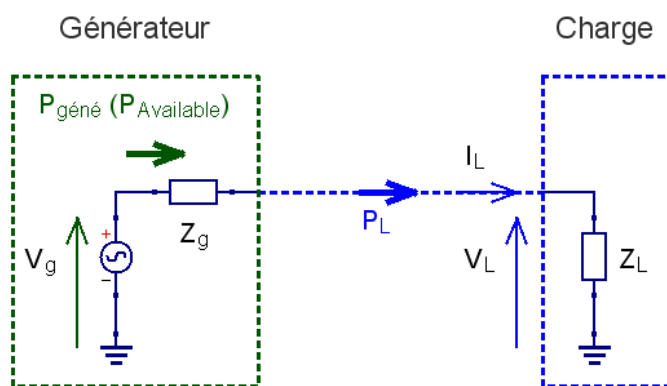 Générateur
Charge
Pgéné (PAvailable)
IL
Zg
PL
+
Vg
-
VL
ZL